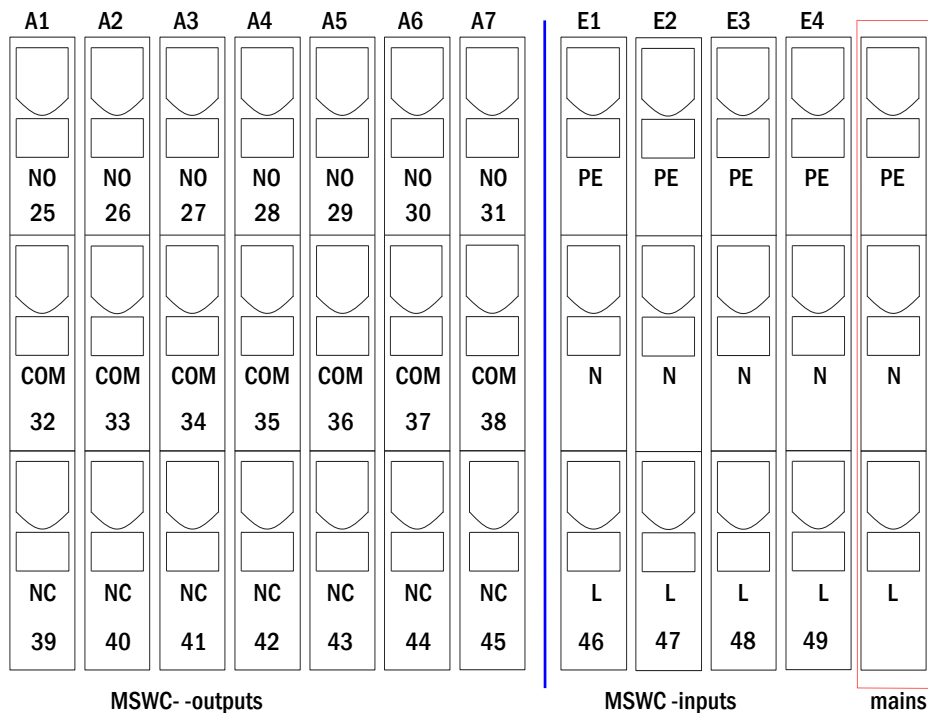 A1 A2 A3 A4 A5 A6 A7 E1 E2 E3 E4
NO NO NO NO NO NO NO PE PE PE PE PE
25 26 27 28 29 30 31
COM COM COM COM COM COM COM N N N N N
32 33 34 35 36 37 38
NC NC NC NC NC NC NC L L L L L
39 40 41 42 43 44 45 46 47 48 49
MSWC- -outputs MSWC -inputs mains